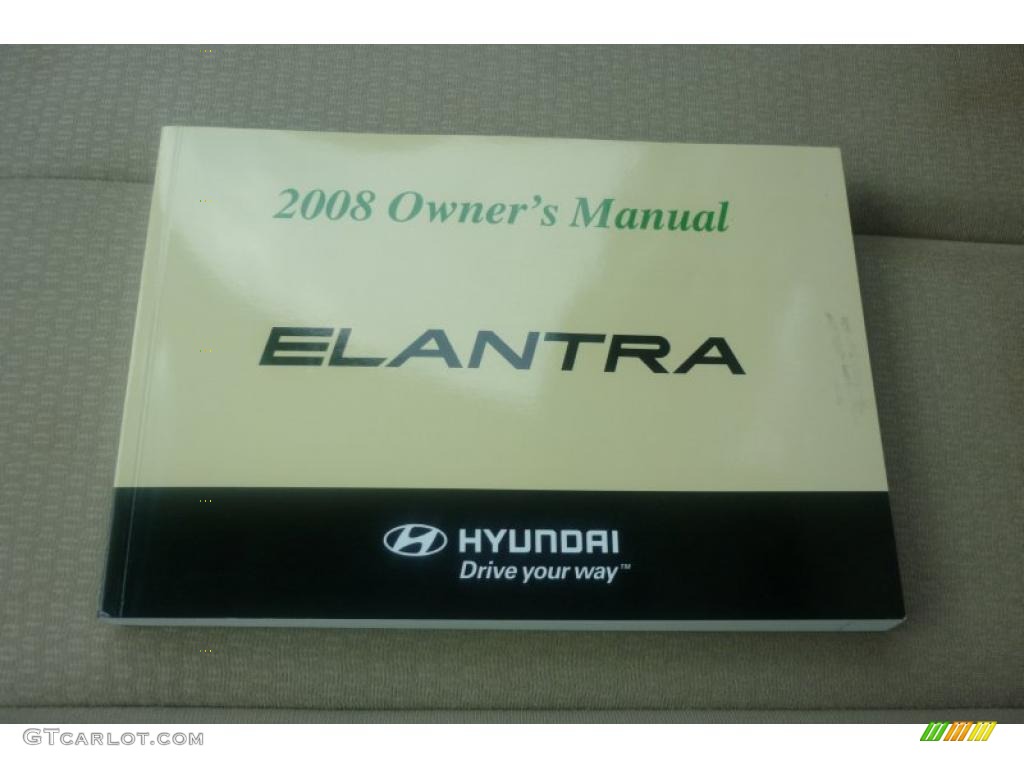 2008 Owner's Manual
ELANTRA
HYUNDAI
Drive your way™
GTCARLOT.COM